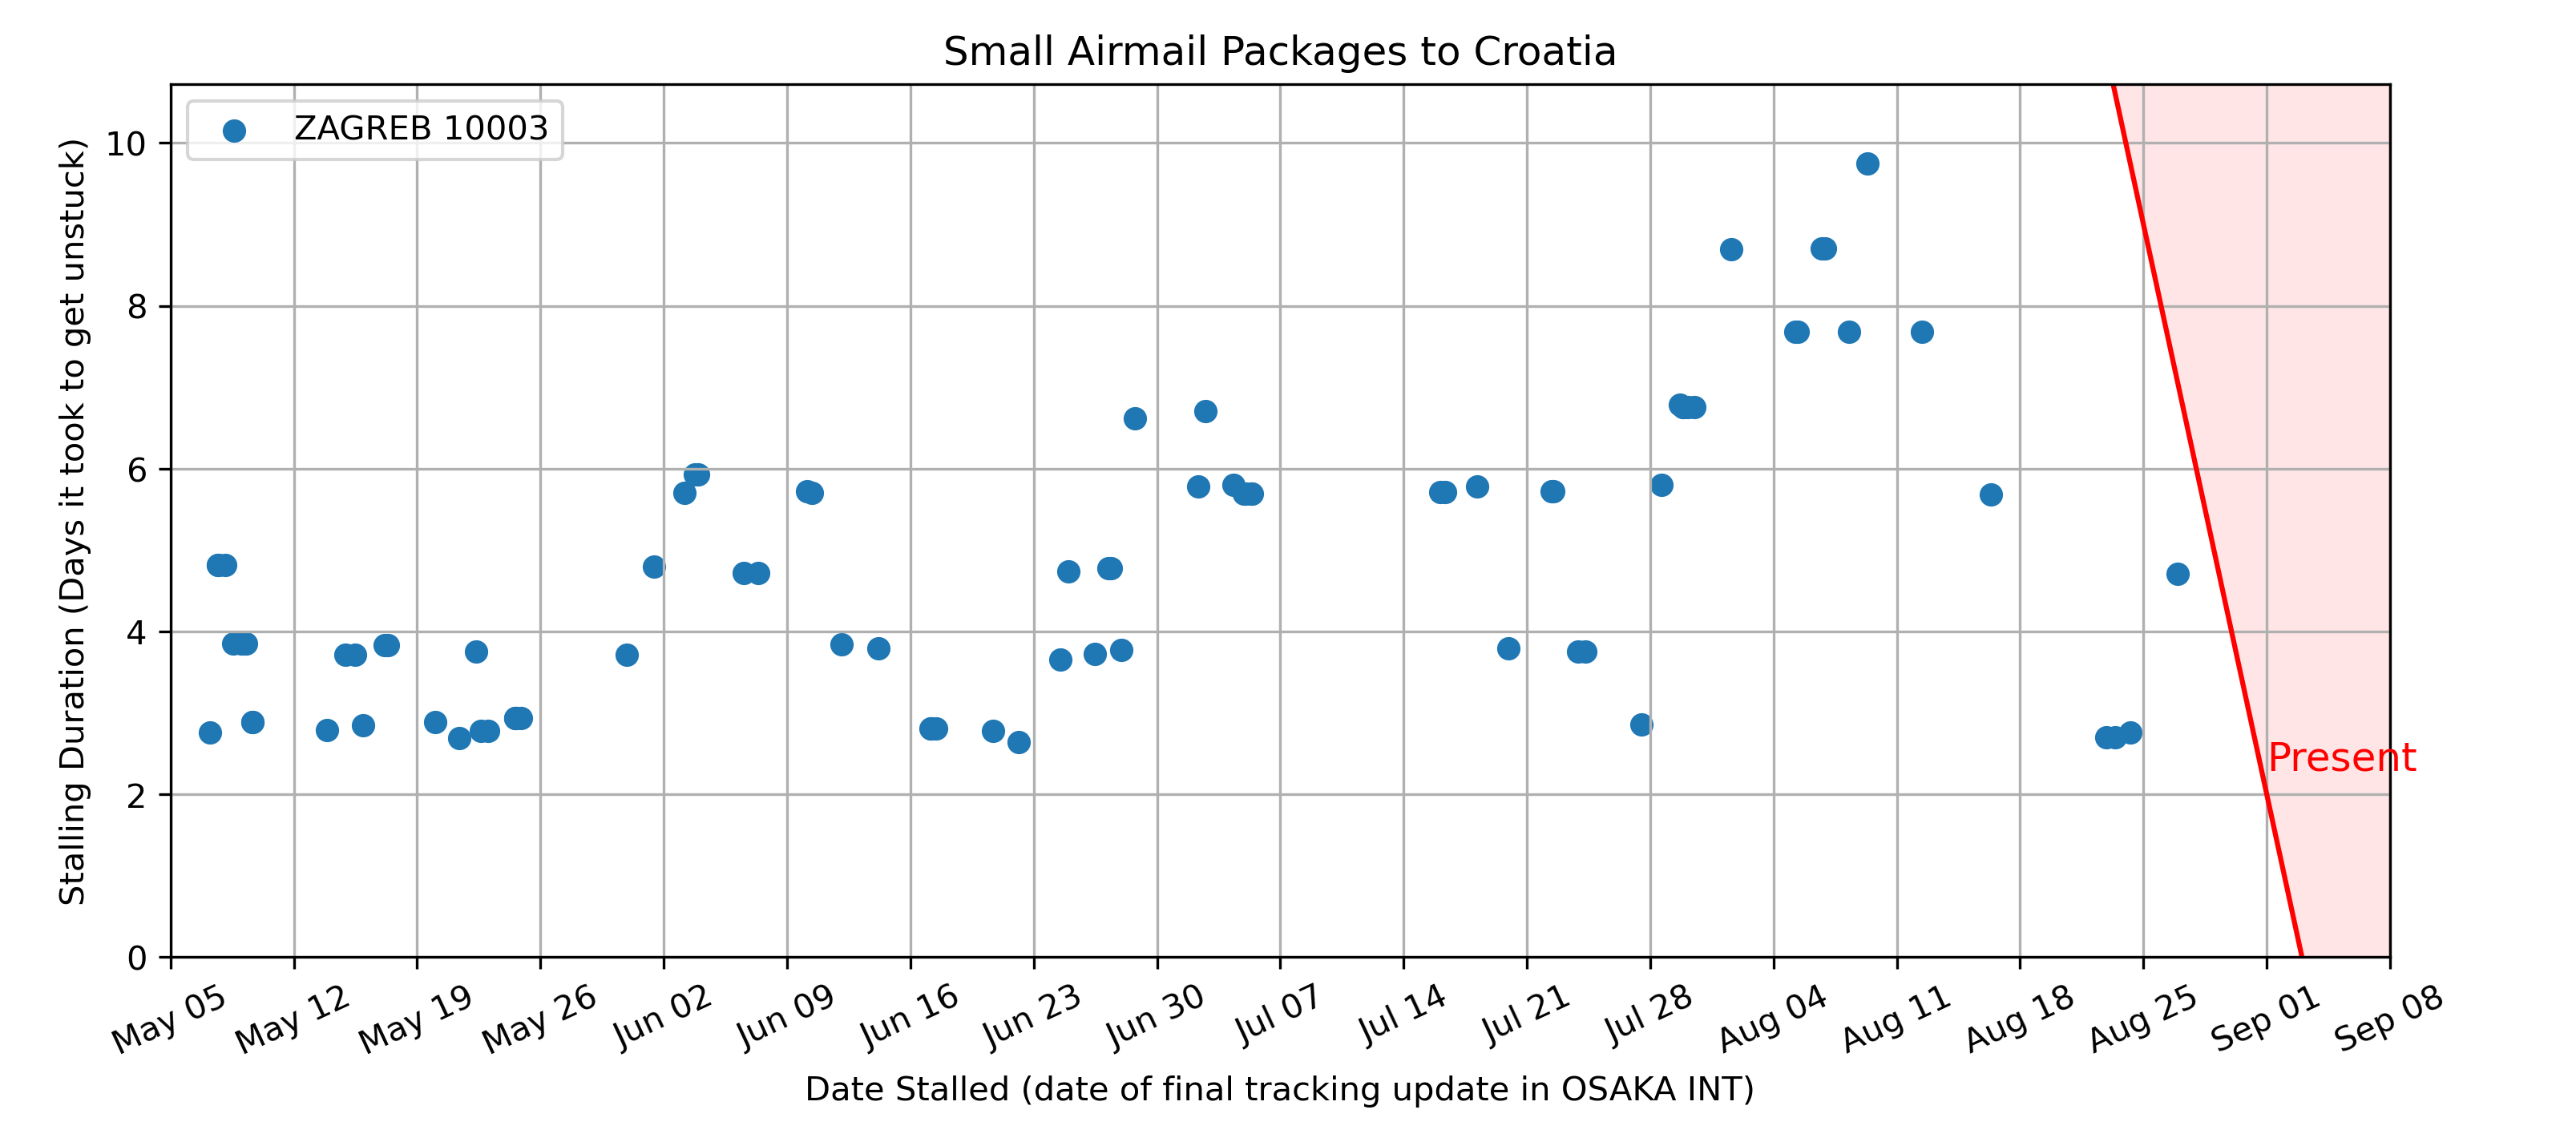 Small Airmail Packages to Croatia
ZAGREB 10003
Stalling Duration (Days it took to get unstuck)
10
8
6
4
2
0
Present
May 05 May 12 May 19 May 26 Jun 02 Jun 09 Jun 16 Jun 23 Jun 30 Jul 07 Jul 14 Jul 21 Jul 28 Aug 04 Aug 11 Aug 18 Aug 25 Sep 01 Sep 08
Date Stalled (date of final tracking update in OSAKA INT)